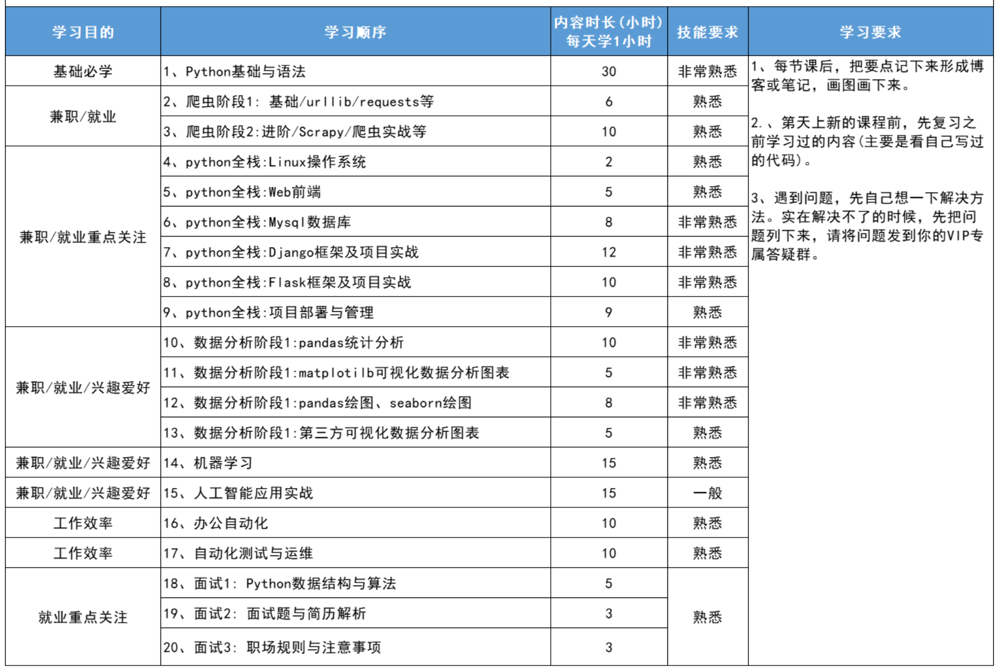 学习目的 学习顺序 内容时长(小时) 每天学1小时 技能要求 学习要求
基础必学 1、Python基础与语法 30 非常熟悉
兼职/就业 2、爬虫阶段1: 基础/urllib/requests等 6 熟悉
3、爬虫阶段2:进阶/Scrapy/爬虫实战等 10 熟悉
兼职/就业重点关注 4、python全栈:Linux操作系统 2 熟悉
5、python全栈:Web前端 5 熟悉
6、python全栈:Mysql数据库 8 非常熟悉
7、python全栈:Django框架及项目实战 12 非常熟悉
8、python全栈:Flask框架及项目实战 10 非常熟悉
9、python全栈:项目部署与管理 9 熟悉
兼职/就业/兴趣爱好 10、数据分析阶段1:pandas统计分析 10 非常熟悉
11、数据分析阶段1:matplotilb可视化数据分析图表 5 非常熟悉
12、数据分析阶段1:pandas绘图、seaborn绘图 8 非常熟悉
13、数据分析阶段1:第三方可视化数据分析图表 5 熟悉
兼职/就业/兴趣爱好 14、机器学习 15 熟悉
兼职/就业/兴趣爱好 15、人工智能应用实战 15 一般
工作效率 16、办公自动化 10 熟悉
工作效率 17、自动化测试与运维 10 熟悉
就业重点关注 18、面试1: Python数据结构与算法 5 熟悉
19、面试2: 面试题与简历解析 3
20、面试3: 职场规则与注意事项 3
1、每节课后，把要点记下来形成博
客或笔记，画图画下来。
2.、第天上新的课程前，先复习之
前学习过的内容(主要是看自己写过
的代码)。
3、遇到问题，先自己想一下解决方
法。实在解决不了的时候，先把问
题列下来，请将问题发到你的VIP专
属答疑群。